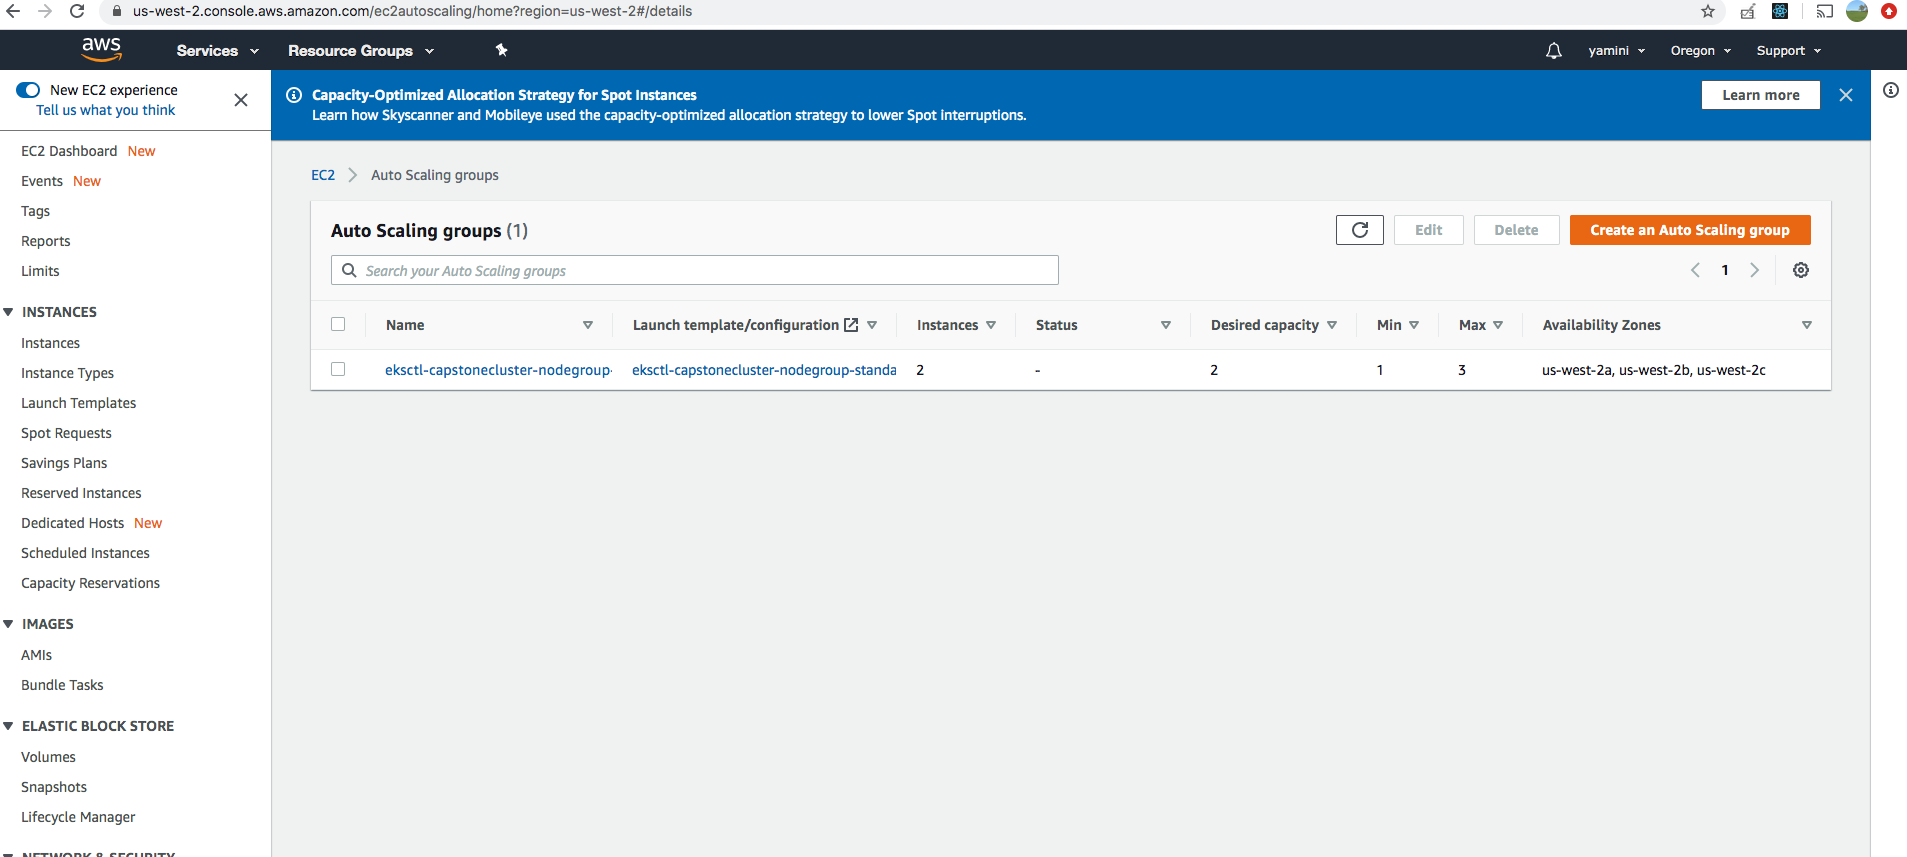 us-west-2.console.aws.amazon.com/ec2autoscaling/home?region=us-west-2#/details
aws Services Resource Groups yamini Oregon Support
New EC2 experience
Tell us what you think
Capacity-Optimized Allocation Strategy for Spot Instances
Learn how Skyscanner and Mobileye used the capacity-optimized allocation strategy to lower Spot interruptions.
Learn more
EC2 Dashboard New
Events New
Tags
Reports
Limits
INSTANCES
Instances
Instance Types
Launch Templates
Spot Requests
Savings Plans
Reserved Instances
Dedicated Hosts New
Scheduled Instances
Capacity Reservations
IMAGES
AMIs
Bundle Tasks
ELASTIC BLOCK STORE
Volumes
Snapshots
Lifecycle Manager
NETWORK & SECURITY
EC2 Auto Scaling groups
Auto Scaling groups (1)
Edit Delete Create an Auto Scaling group
Search your Auto Scaling groups
1
Name Launch template/configuration Instances Status Desired capacity Min Max Availability Zones
eksctl-capstonecluster-nodegroup- eksctl-capstonecluster-nodegroup-standa 2 - 2 1 3 us-west-2a, us-west-2b, us-west-2c